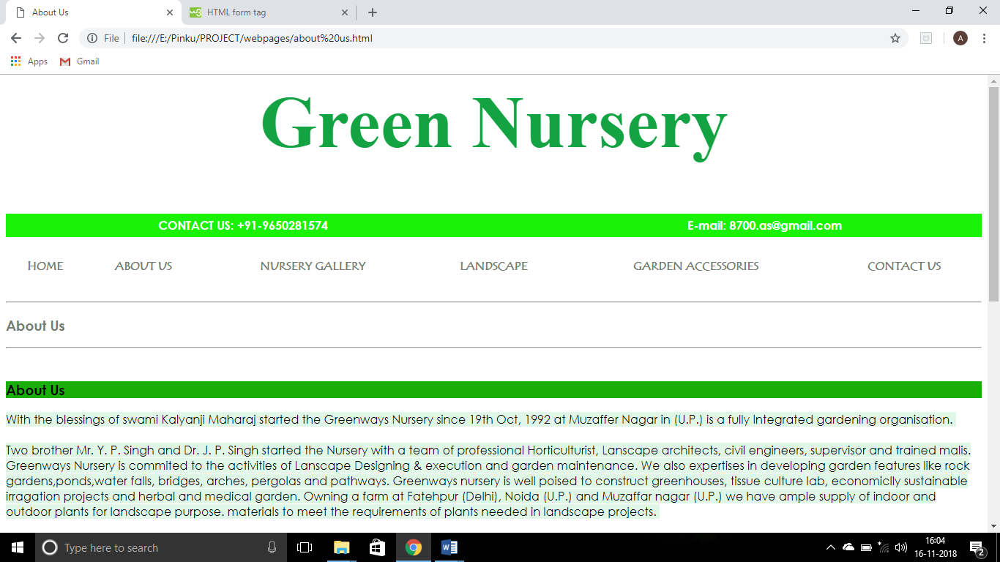 About Us
HTML form tag
File file:///E:/Pinku/PROJECT/webpages/about%20us.html
A
Apps Gmail
Green Nursery
CONTACT US: +91-9650281574 E-mail: 8700.as@gmail.com
HOME ABOUT US NURSERY GALLERY LANDSCAPE GARDEN ACCESSORIES CONTACT US
About Us
About Us
With the blessings of swami Kalyanji Maharaj started the Greenways Nursery since 19th Oct, 1992 at Muzaffer Nagar in (U.P.) is a fully Integrated gardening organisation.
Two brother Mr. Y. P. Singh and Dr. J. P. Singh started the Nursery with a team of professional Horticulturist, Lanscape architects, civil engineers, supervisor and trained malis.
Greenways Nursery is commited to the activities of Lanscape Designing & execution and garden maintenance. We also expertises in developing garden features like rock
gardens,ponds,water falls, bridges, arches, pergolas and pathways. Greenways nursery is well poised to construct greenhouses, tissue culture lab, economiclly sustainable
irragation projects and herbal and medical garden. Owning a farm at Fatehpur (Delhi), Noida (U.P.) and Muzaffar nagar (U.P.) we have ample supply of indoor and
outdoor plants for landscape purpose. materials to meet the requirements of plants needed in landscape projects.
Type here to search
16:04
16-11-2018
2